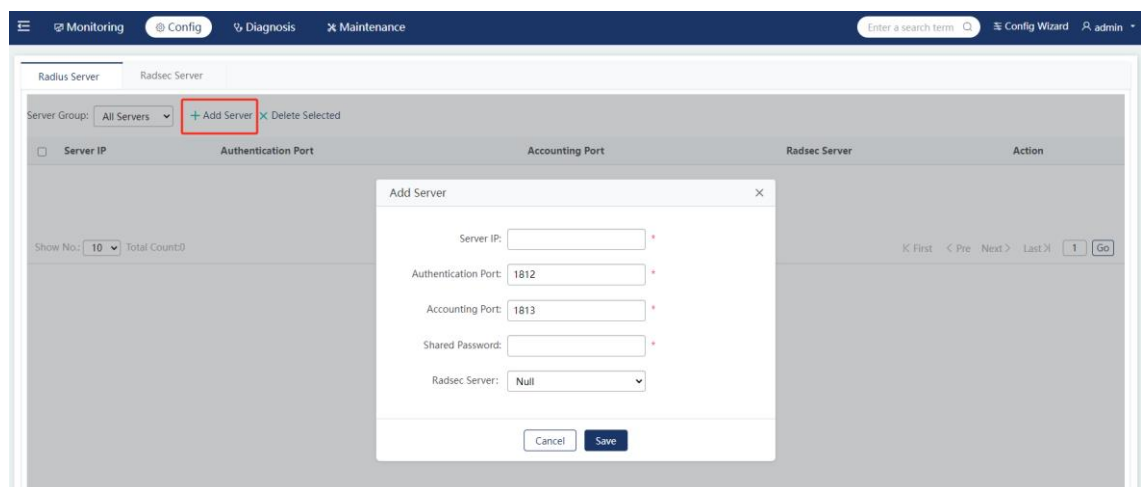 Monitoring Config Diagnosis Maintenance Enter a search term Config Wizard admin
Radius Server Radsec Server
Server Group: All Servers + Add Server × Delete Selected
Server IP Authentication Port Accounting Port Radsec Server Action
Add Server ×
Server IP: *
Show No.: 10 Total Count:0 First < Pre Next > Last 1 Go
Authentication Port: 1812 *
Accounting Port: 1813 *
Shared Password: *
Radsec Server: Null
Cancel Save